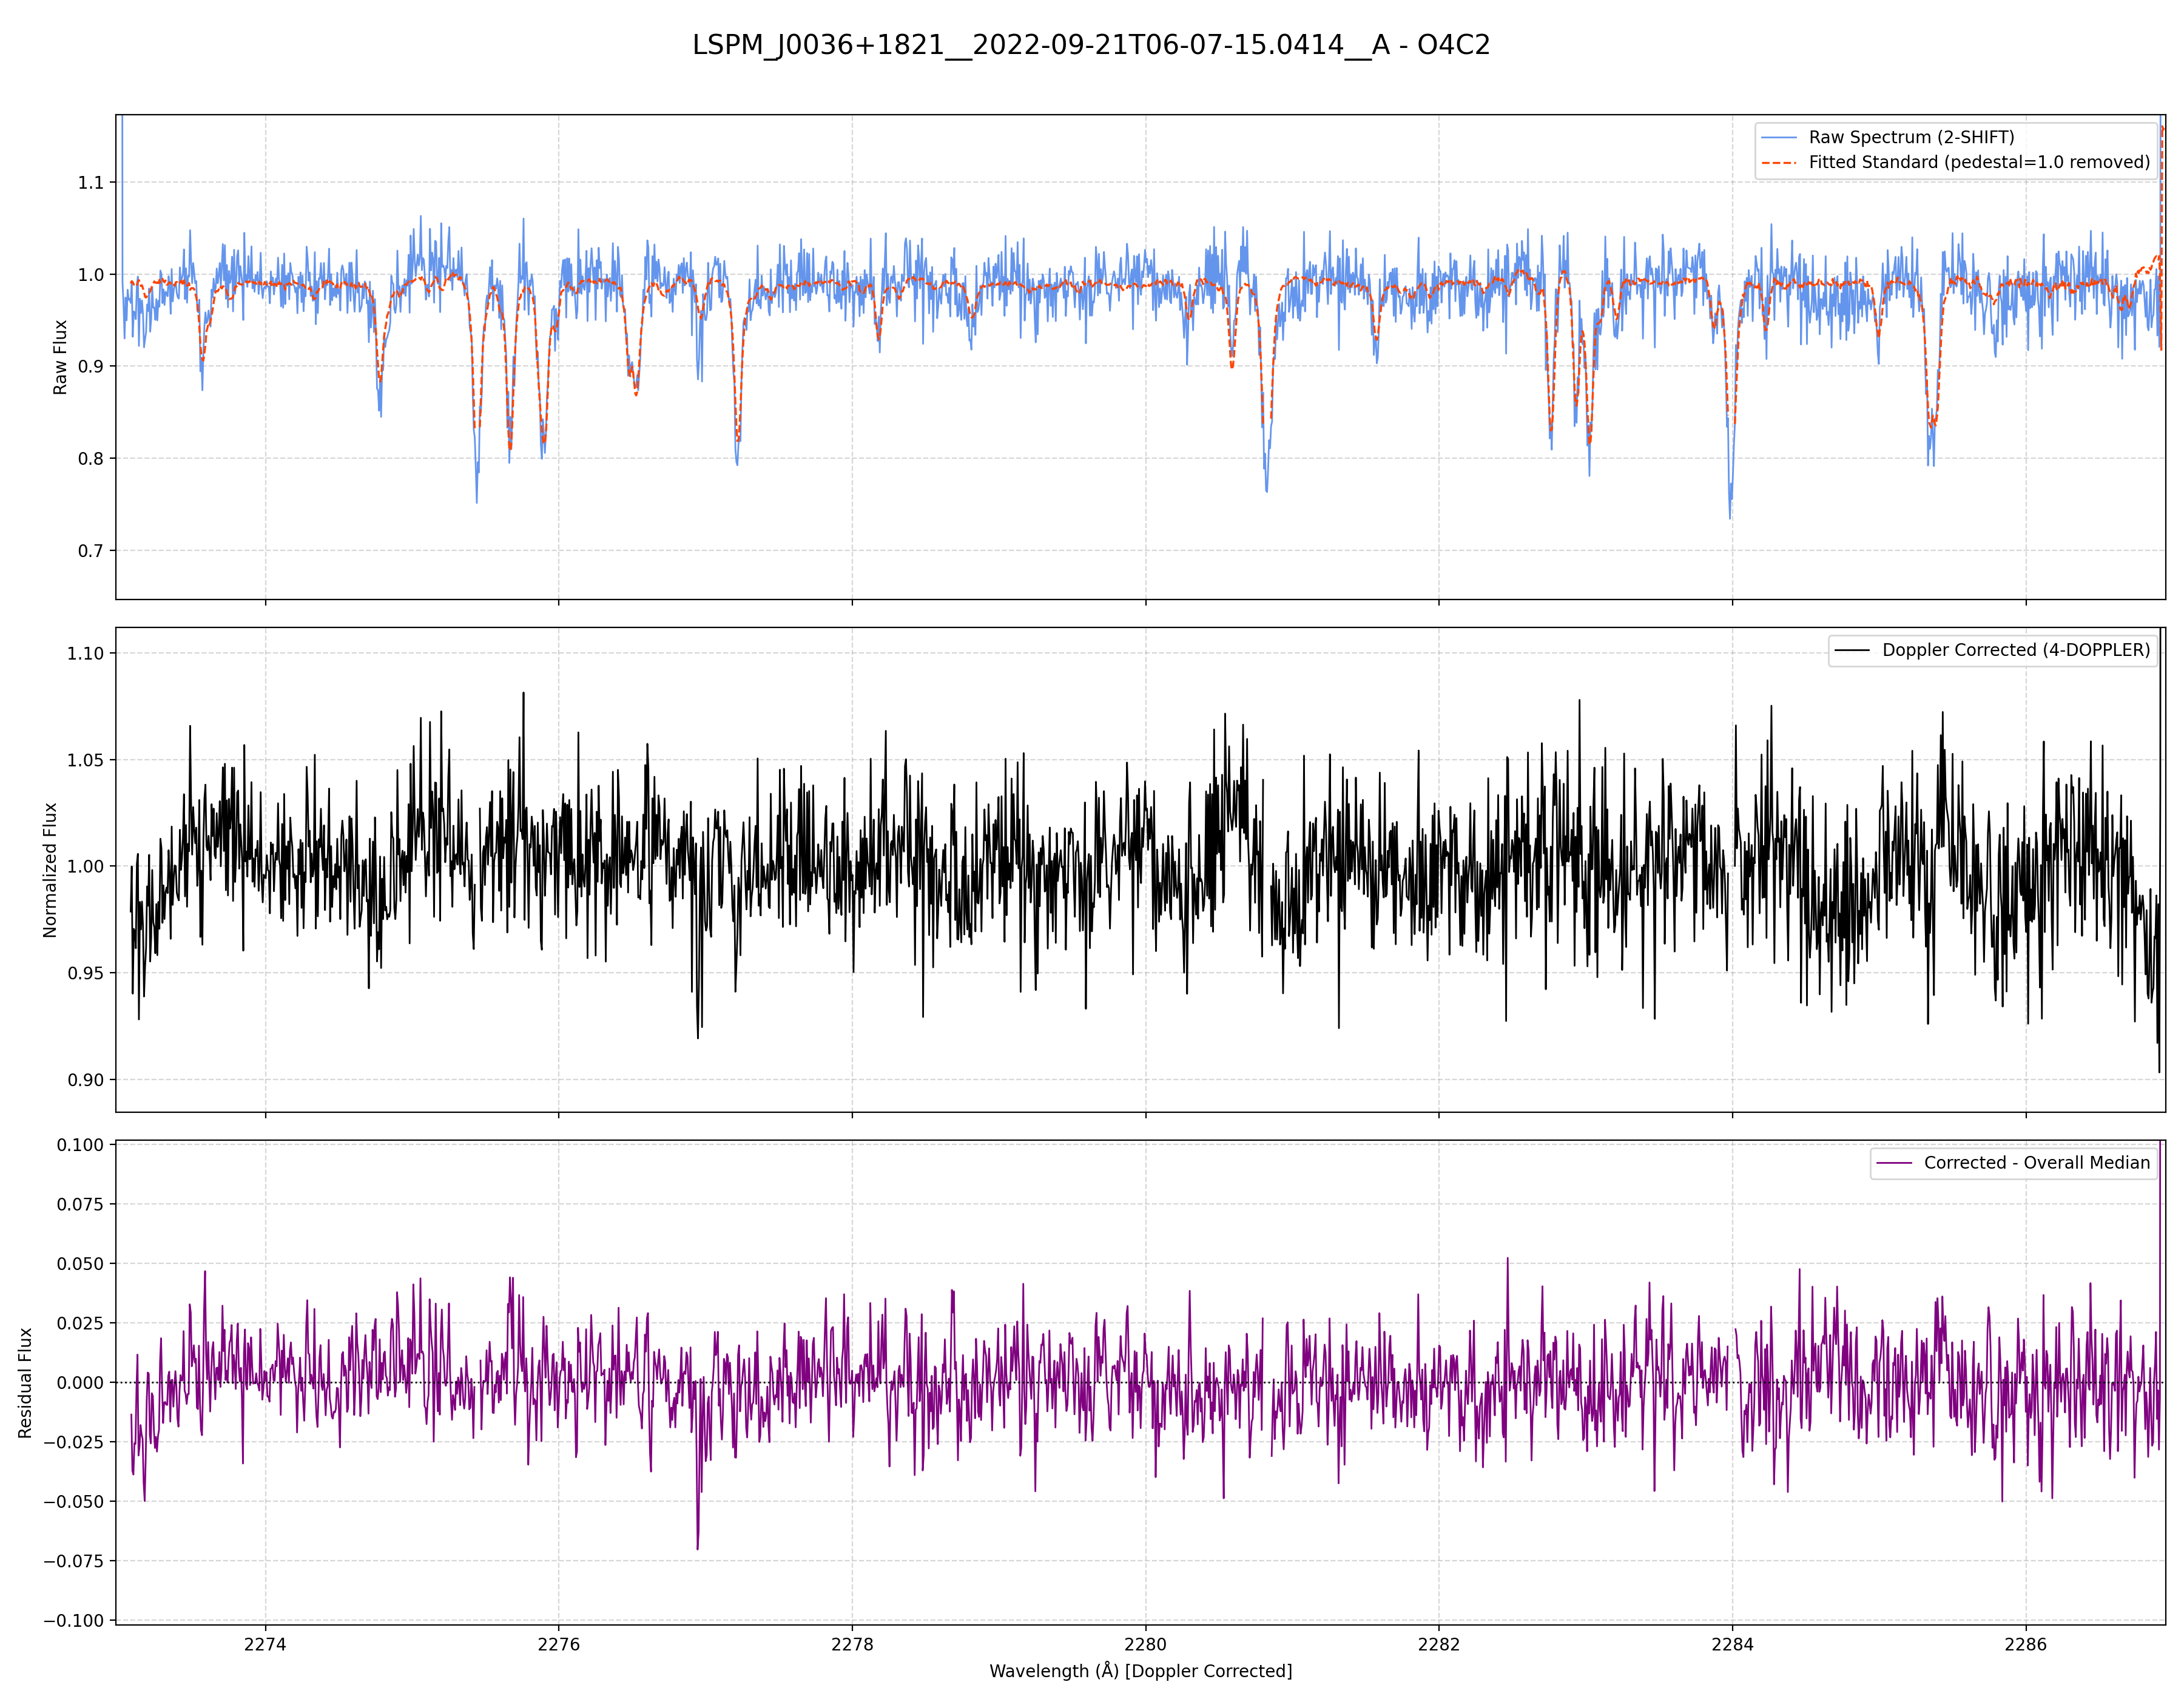 LSPM_J0036+1821__2022-09-21T06-07-15.0414__A - O4C2
Raw Spectrum (2-SHIFT)
Fitted Standard (pedestal=1.0 removed)
1.1
1.0
0.9
0.8
0.7
Raw Flux
Doppler Corrected (4-DOPPLER)
1.10
1.05
1.00
0.95
0.90
Normalized Flux
Corrected - Overall Median
0.100
0.075
0.050
0.025
0.000
−0.025
−0.050
−0.075
−0.100
Residual Flux
2274 2276 2278 2280 2282 2284 2286
Wavelength (Å) [Doppler Corrected]